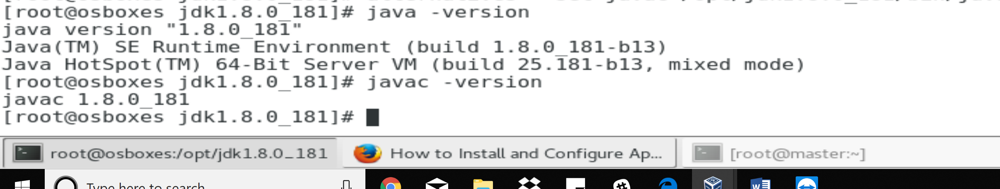 [root@osboxes jdk1.8.0_181]# java -version
java version "1.8.0_181"
Java(TM) SE Runtime Environment (build 1.8.0_181-b13)
Java HotSpot(TM) 64-Bit Server VM (build 25.181-b13, mixed mode)
[root@osboxes jdk1.8.0_181]# javac -version
javac 1.8.0_181
[root@osboxes jdk1.8.0_181]#
root@osboxes:/opt/jdk1.8.0_181 How to Install and Configure Ap... [root@master:~]
Type here to search